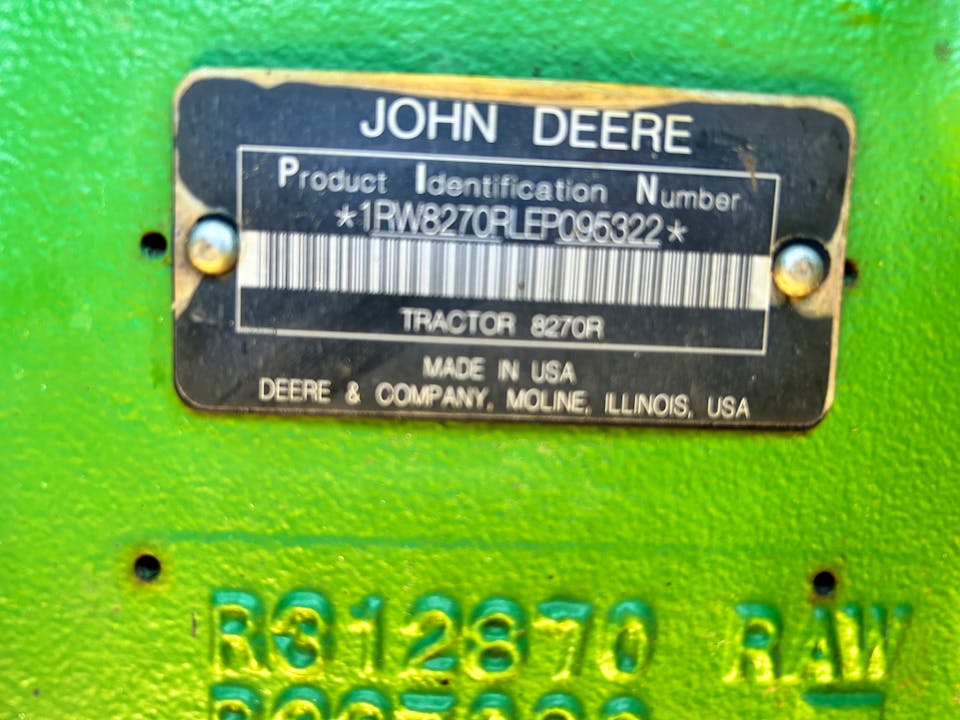 JOHN DEERE
Product Identification Number
*1RW8270RLEP095322*
TRACTOR 8270R
MADE IN USA
DEERE & COMPANY, MOLINE, ILLINOIS, USA
R312870 RAW